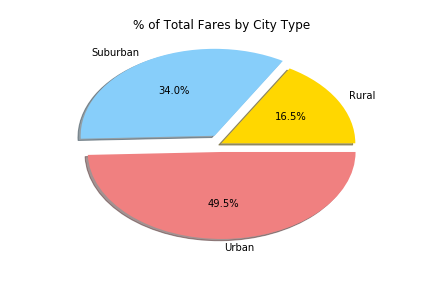 % of Total Fares by City Type
Suburban
34.0%
Rural
16.5%
49.5%
Urban